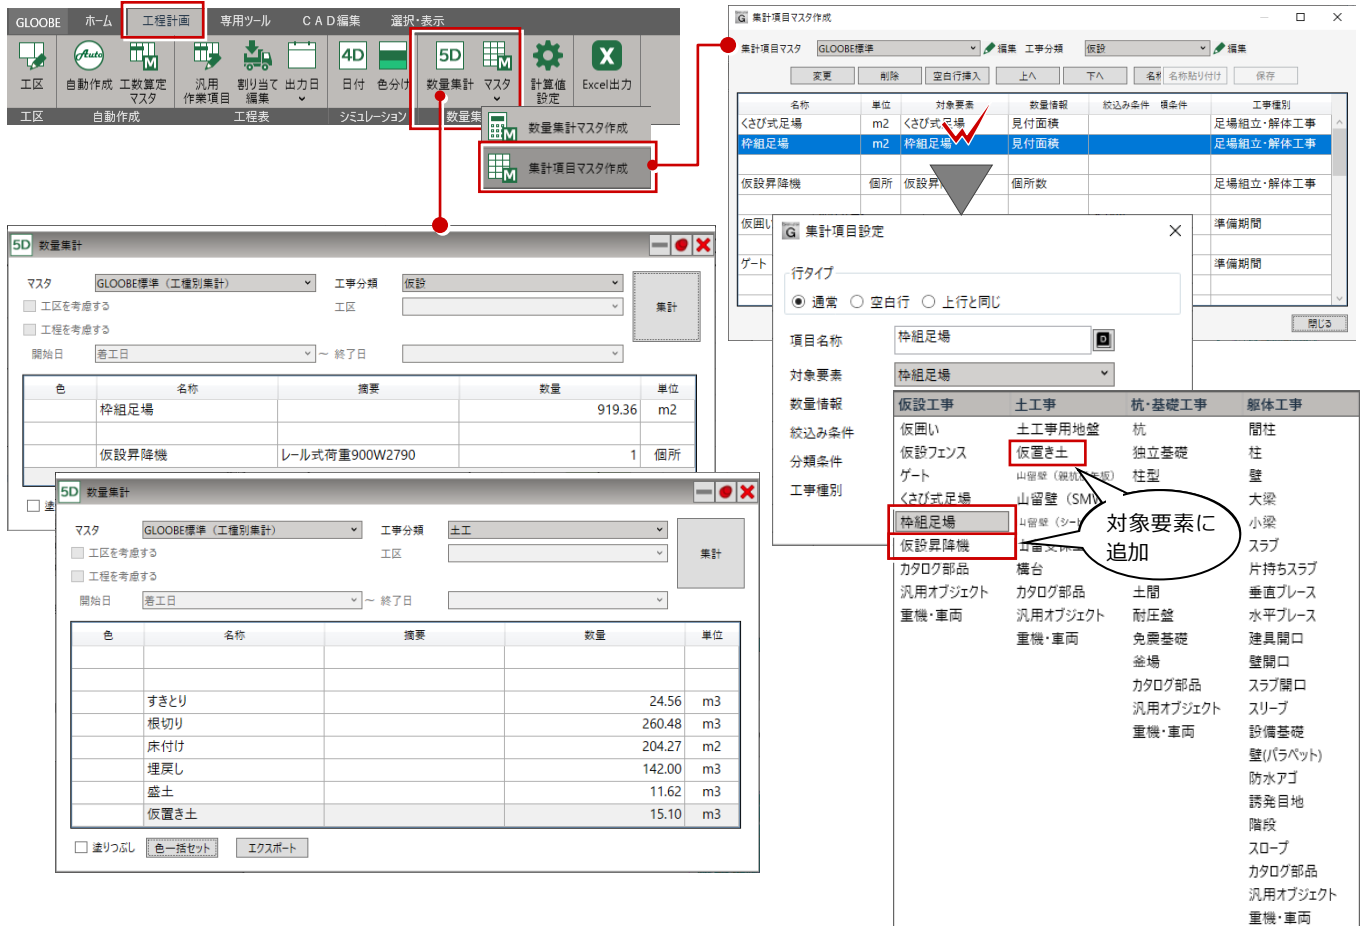 GLOOBE ホーム 工程計画 専用ツール CAD編集 選択・表示
Auto 4D 5D M X
工区 自動作成 工数算定マスタ 汎用作業項目 割り当て編集 出力日 日付 色分け 数量集計 マスタ 計算値設定 Excel出力
工区 自動作成 工程表 シミュレーション 数量集
数量集計マスタ作成
集計項目マスタ作成
集計項目マスタ作成
集計項目マスタ GLOOBE標準 編集 工事分類 仮設 編集
変更 削除 空白行挿入 上へ 下へ 名称貼り付け 保存
名称 単位 対象要素 数量情報 絞込み条件 工事種別
くさび式足場 m2 くさび式足場 見付面積 足場組立・解体工事
枠組足場 m2 枠組足場 見付面積 足場組立・解体工事
仮設昇降機 個所 仮設昇 個所数 足場組立・解体工事
仮囲い 準備期間
ゲート 準備期間
閉じる
集計項目設定
行タイプ
通常 空白行 上行と同じ
項目名称 枠組足場 D
対象要素 枠組足場
数量情報
絞込み条件
分類条件
工事種別
仮設工事 土工事 杭・基礎工事 躯体工事
仮囲い 土工事用地盤 杭 間柱
仮設フェンス 仮置き土 独立基礎 柱
ゲート 柱型 壁
くさび式足場 山留壁（SMW 大梁
枠組足場 小梁
仮設昇降機 スラブ
カタログ部品 構台 片持ちスラブ
汎用オブジェクト カタログ部品 土間 垂直ブレース
重機・車両 汎用オブジェクト 耐圧盤 水平ブレース
重機・車両 免震基礎 建具開口
釜場 壁開口
カタログ部品 スラブ開口
汎用オブジェクト スリーブ
重機・車両 設備基礎
壁(パラペット)
防水アゴ
誘発目地
階段
スロープ
カタログ部品
汎用オブジェクト
重機・車両
対象要素に
追加
5D 数量集計
マスタ GLOOBE標準（工種別集計） 工事分類 仮設
工区を考慮する 工区 集計
工程を考慮する
開始日 着工日 ～ 終了日
色 名称 摘要 数量 単位
枠組足場 919.36 m2
仮設昇降機 レール式荷重900W2790 1 個所
5D 数量集計
マスタ GLOOBE標準（工種別集計） 工事分類 土工
工区を考慮する 工区 集計
工程を考慮する
開始日 着工日 ～ 終了日
色 名称 摘要 数量 単位
すきとり 24.56 m3
根切り 260.48 m3
床付け 204.27 m2
埋戻し 142.00 m3
盛土 11.62 m3
仮置き土 15.10 m3
塗りつぶし 色一括セット エクスポート